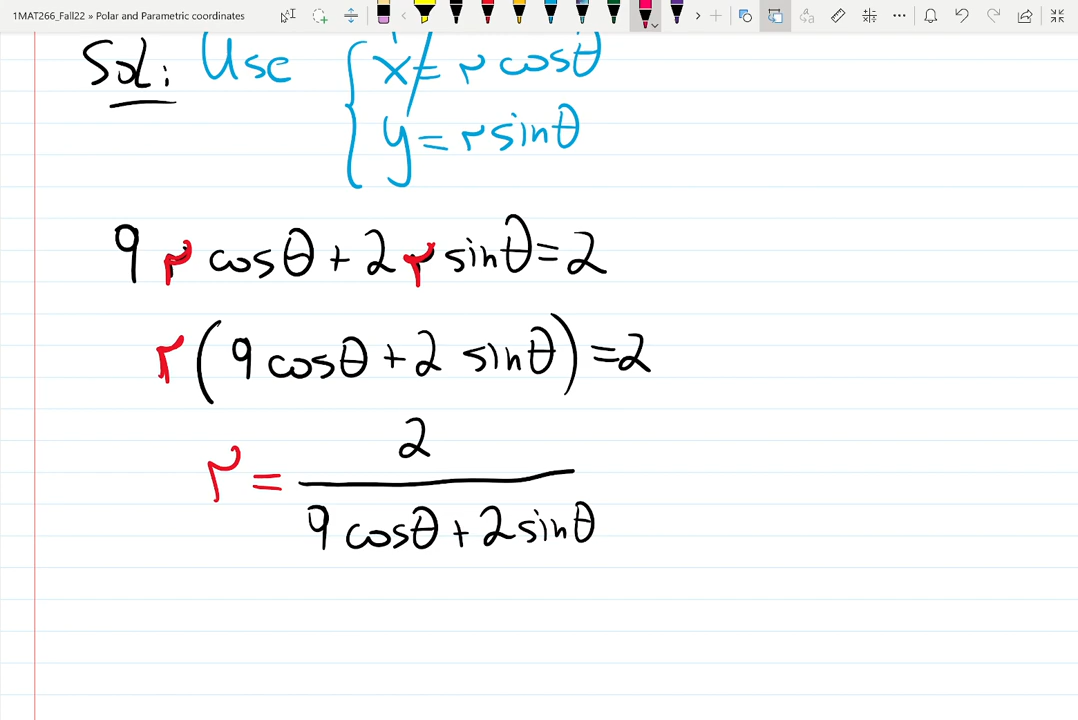 1MAT266_Fall22 » Polar and Parametric coordinates
Sol: Use { x = r cosθ
y = r sinθ
9 r cosθ + 2 r sinθ = 2
r ( 9 cosθ + 2 sinθ ) = 2
r = 2 / (9 cosθ + 2 sinθ)